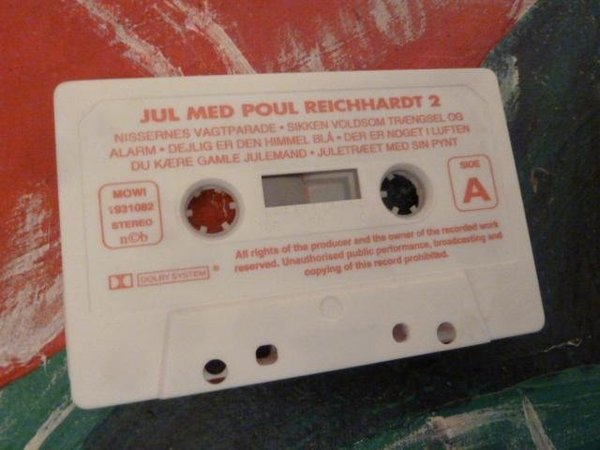 JUL MED POUL REICHHARDT 2
NISSERNES VAGTPARADE • SIKKEN VOLDSOM TRÆNGSEL OG
ALARM • DEJLIG ER DEN HIMMEL BLÅ • DER ER NOGET I LUFTEN
DU KÆRE GAMLE JULEMAND • JULETRÆET MED SIN PYNT
MOWI
931082
STEREO
n©b
SIDE
A
All rights of the producer and the owner of the recorded work
reserved. Unauthorised public performance, broadcasting and
copying of this record prohibited.
DOLBY SYSTEM ®